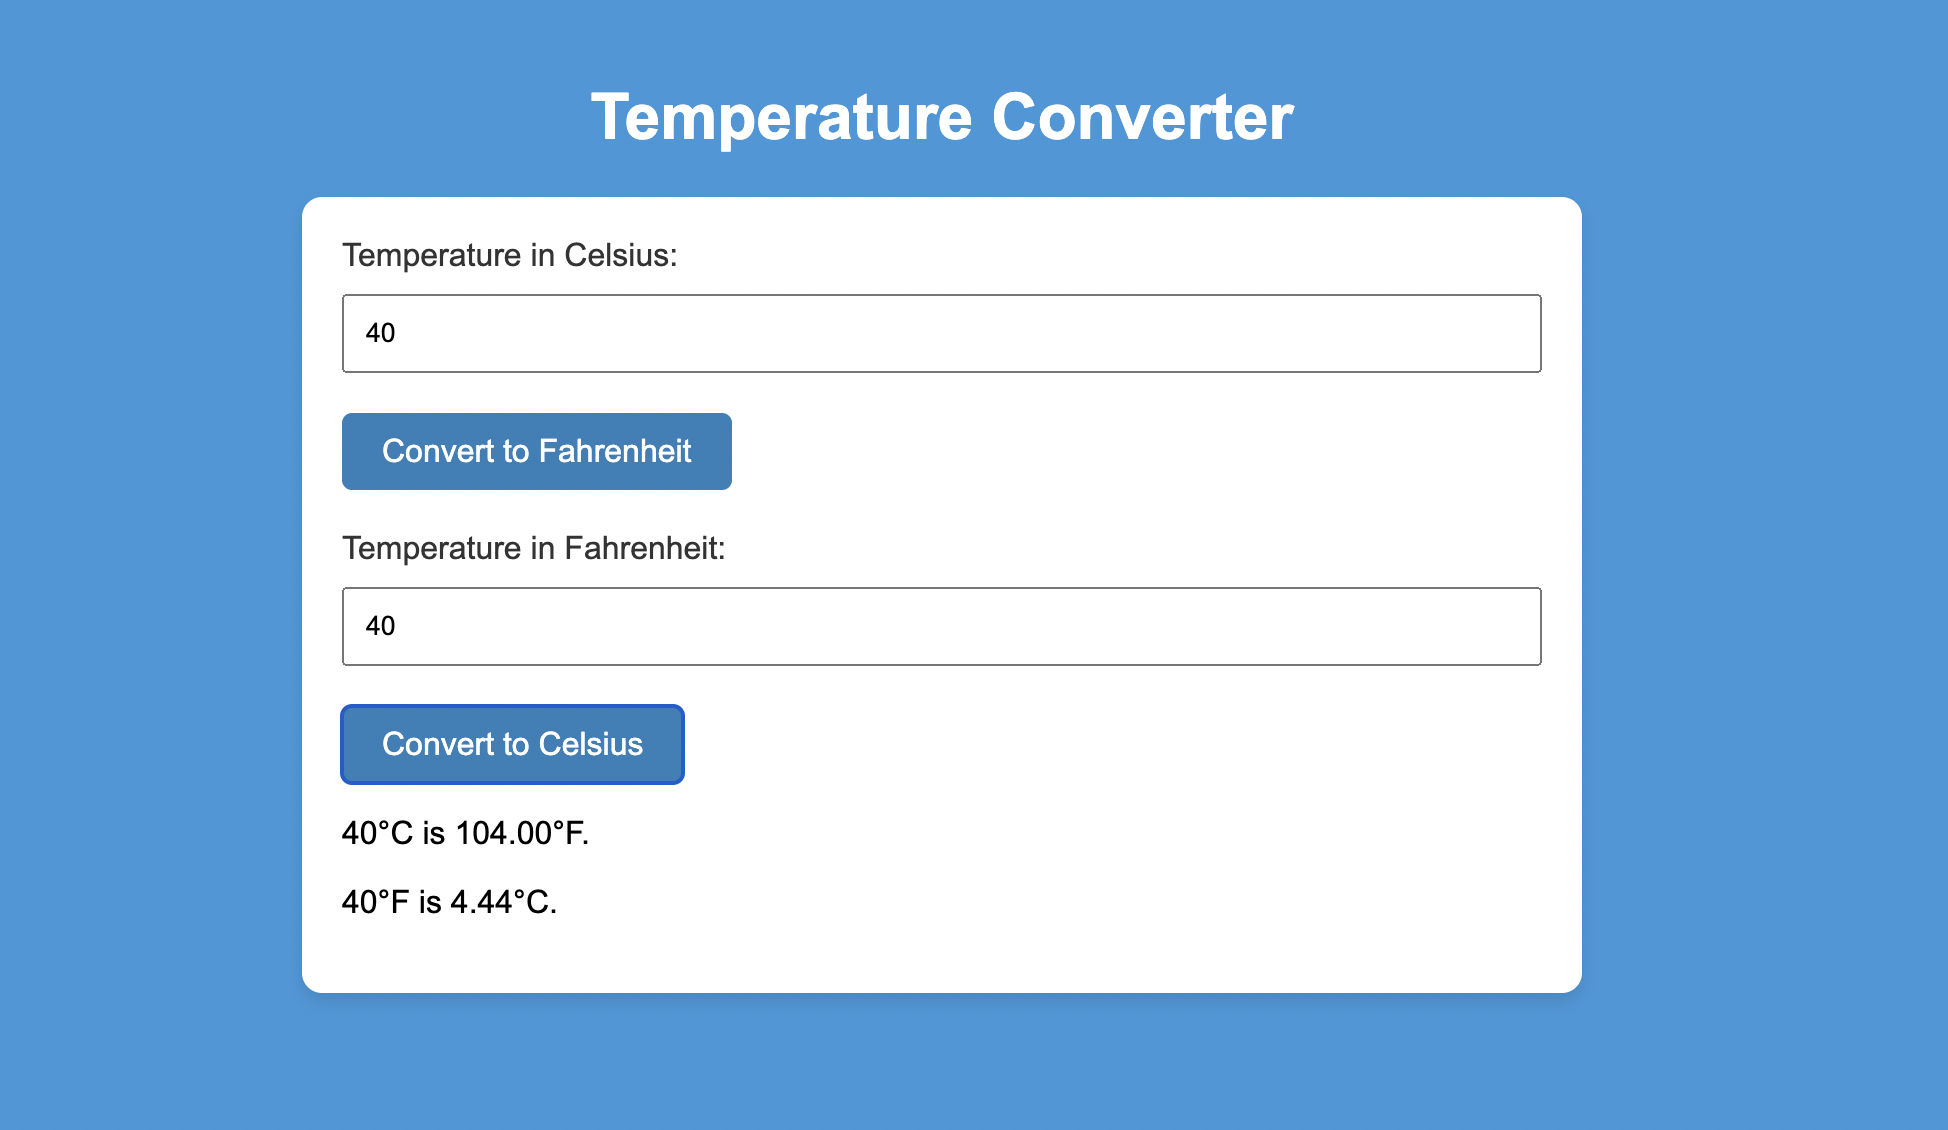 Temperature Converter
Temperature in Celsius:
40
Convert to Fahrenheit
Temperature in Fahrenheit:
40
Convert to Celsius
40°C is 104.00°F.
40°F is 4.44°C.